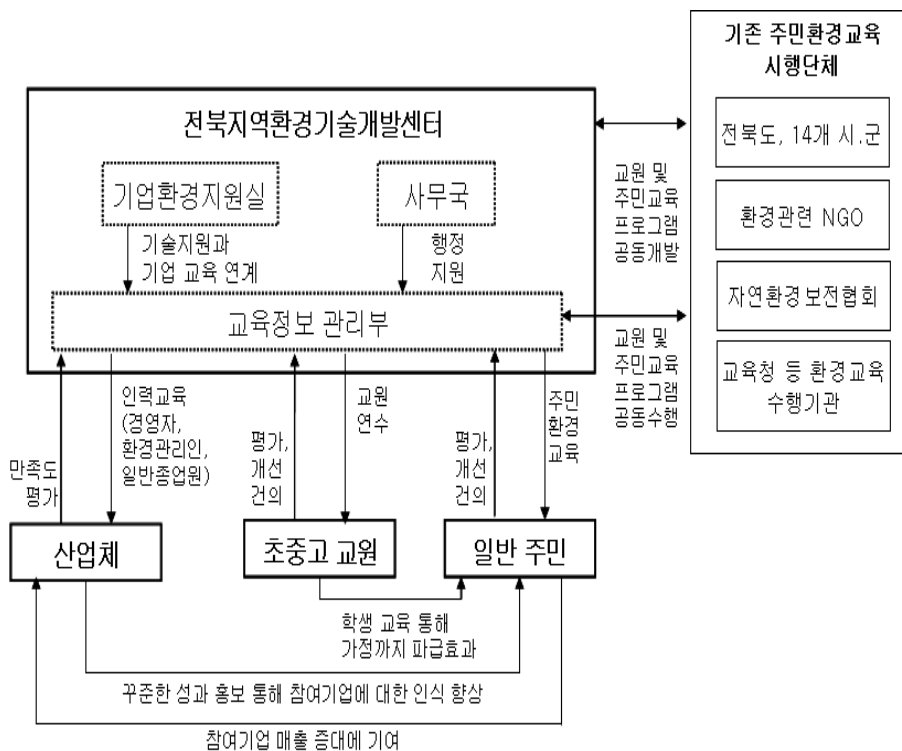 기존 주민환경교육
시행단체
전북도, 14개 시.군
환경관련 NGO
자연환경보전협회
교육청 등 환경교육
수행기관
전북지역환경기술개발센터
기업환경지원실
사무국
기술지원과
기업 교육 연계
행정
지원
교육정보 관리부
교원 및
주민교육
프로그램
공동개발
교원 및
주민교육
프로그램
공동수행
만족도
평가
인력교육
(경영자,
환경관리인,
일반종업원)
평가,
개선
건의
교원
연수
평가,
개선
건의
주민
환경
교육
산업체
초중고 교원
일반 주민
학생 교육 통해
가정까지 파급효과
꾸준한 성과 홍보 통해 참여기업에 대한 인식 향상
참여기업 매출 증대에 기여